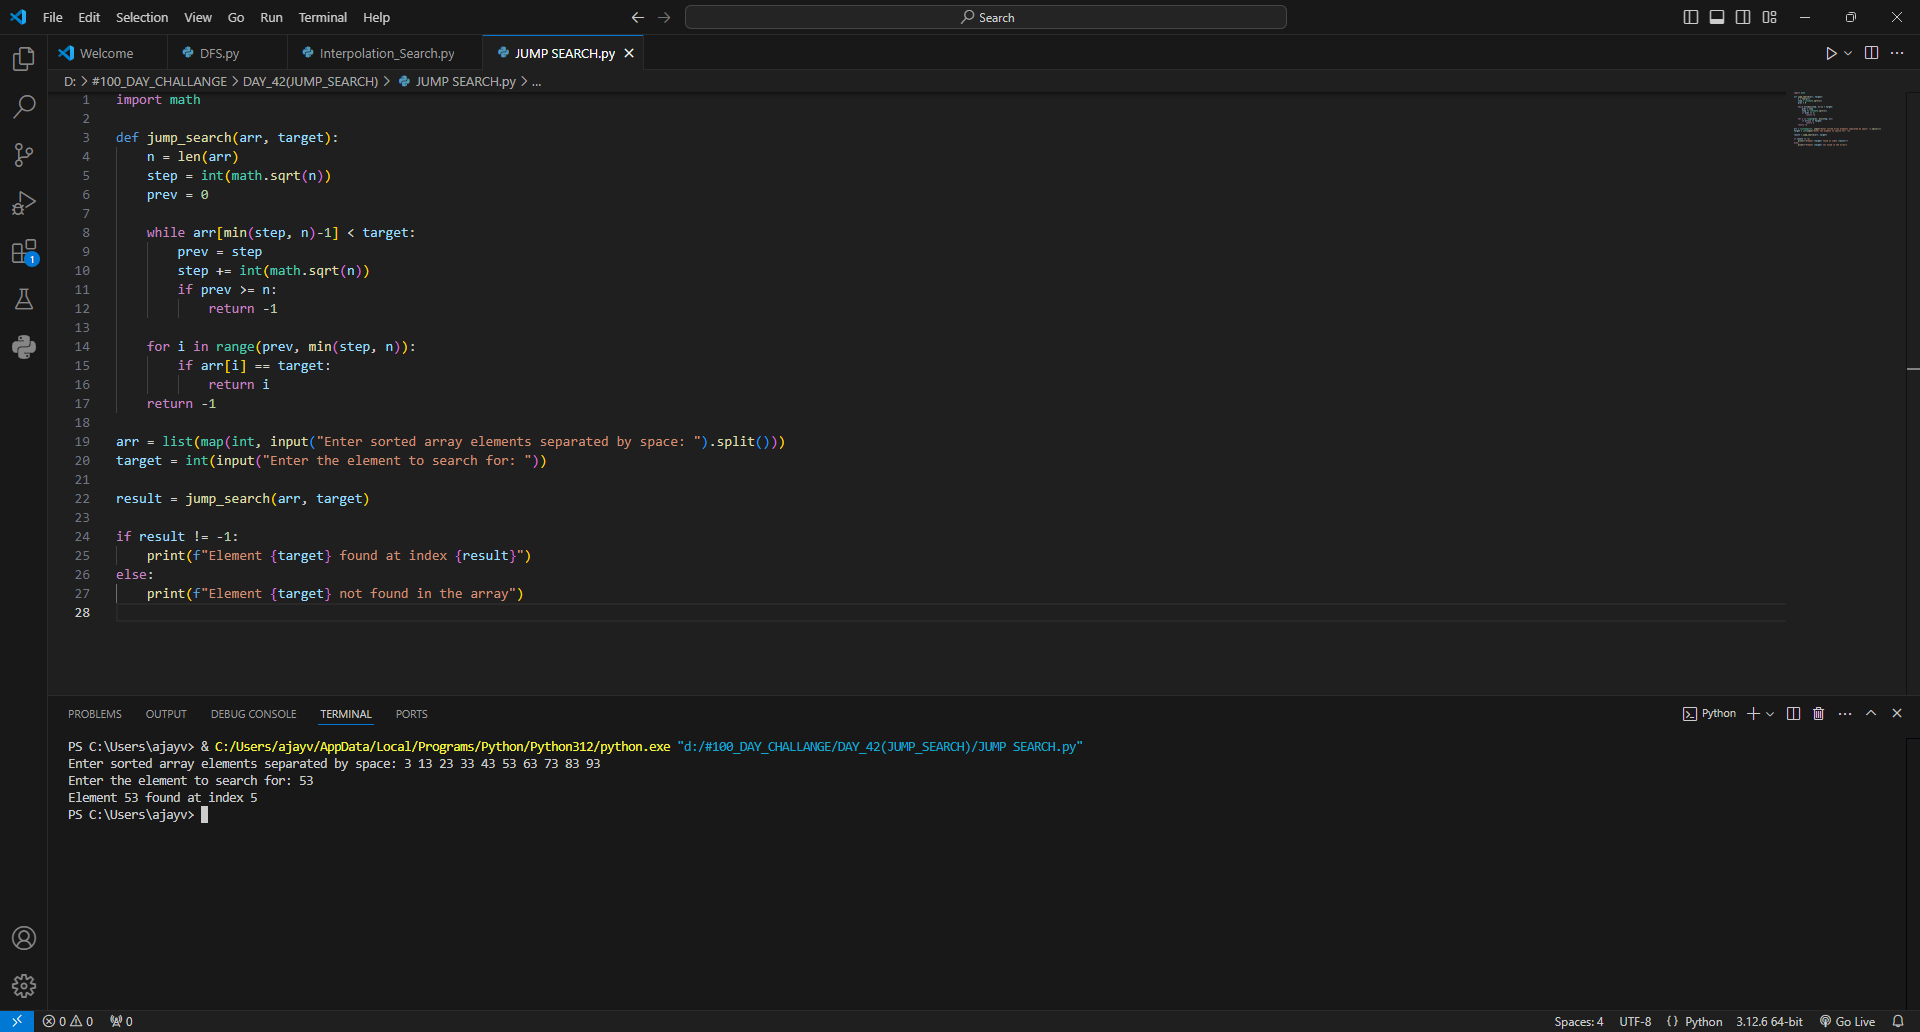 File Edit Selection View Go Run Terminal Help
Search
Welcome DFS.py Interpolation_Search.py JUMP SEARCH.py
D: > #100_DAY_CHALLANGE > DAY_42(JUMP_SEARCH) > JUMP SEARCH.py > ...
1 import math
2
3 def jump_search(arr, target):
4     n = len(arr)
5     step = int(math.sqrt(n))
6     prev = 0
7
8     while arr[min(step, n)-1] < target:
9         prev = step
10         step += int(math.sqrt(n))
11         if prev >= n:
12             return -1
13
14     for i in range(prev, min(step, n)):
15         if arr[i] == target:
16             return i
17     return -1
18
19 arr = list(map(int, input("Enter sorted array elements separated by space: ").split()))
20 target = int(input("Enter the element to search for: "))
21
22 result = jump_search(arr, target)
23
24 if result != -1:
25     print(f"Element {target} found at index {result}")
26 else:
27     print(f"Element {target} not found in the array")
28
1
PROBLEMS OUTPUT DEBUG CONSOLE TERMINAL PORTS
Python
PS C:\Users\ajayv> & C:/Users/ajayv/AppData/Local/Programs/Python/Python312/python.exe "d:/#100_DAY_CHALLANGE/DAY_42(JUMP_SEARCH)/JUMP SEARCH.py"
Enter sorted array elements separated by space: 3 13 23 33 43 53 63 73 83 93
Enter the element to search for: 53
Element 53 found at index 5
PS C:\Users\ajayv>
0 0 0
Spaces: 4 UTF-8 {} Python 3.12.6 64-bit Go Live